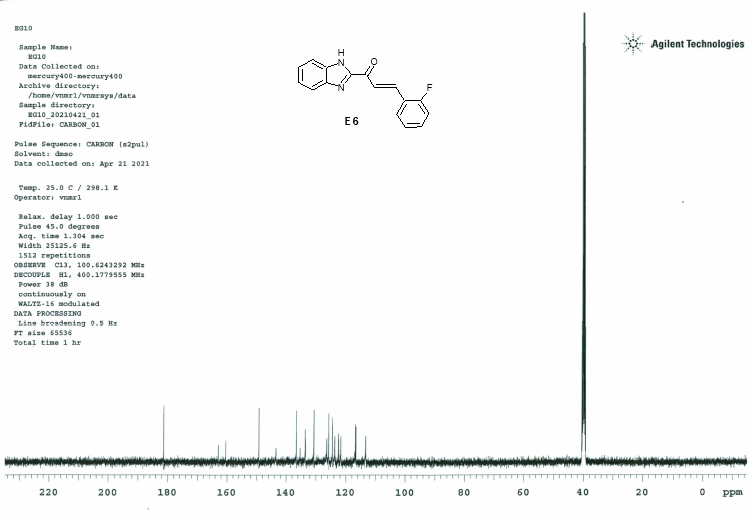 EG10
Sample Name:
EG10
Data Collected on:
mercury400-mercury400
Archive directory:
/home/vnmr1/vnmrsys/data
Sample directory:
EG10_20210421_01
FidFile: CARBON_01
Pulse Sequence: CARBON (s2pul)
Solvent: dmso
Data collected on: Apr 21 2021
Temp. 25.0 C / 298.1 K
Operator: vnmr1
Relax. delay 1.000 sec
Pulse 45.0 degrees
Acq. time 1.304 sec
Width 25125.6 Hz
1512 repetitions
OBSERVE C13, 100.6243292 MHz
DECOUPLE H1, 400.1779555 MHz
Power 38 dB
continuously on
WALTZ-16 modulated
DATA PROCESSING
Line broadening 0.5 Hz
FT size 65536
Total time 1 hr
H
N
O
N
F
E6
Agilent Technologies
220 200 180 160 140 120 100 80 60 40 20 0 ppm